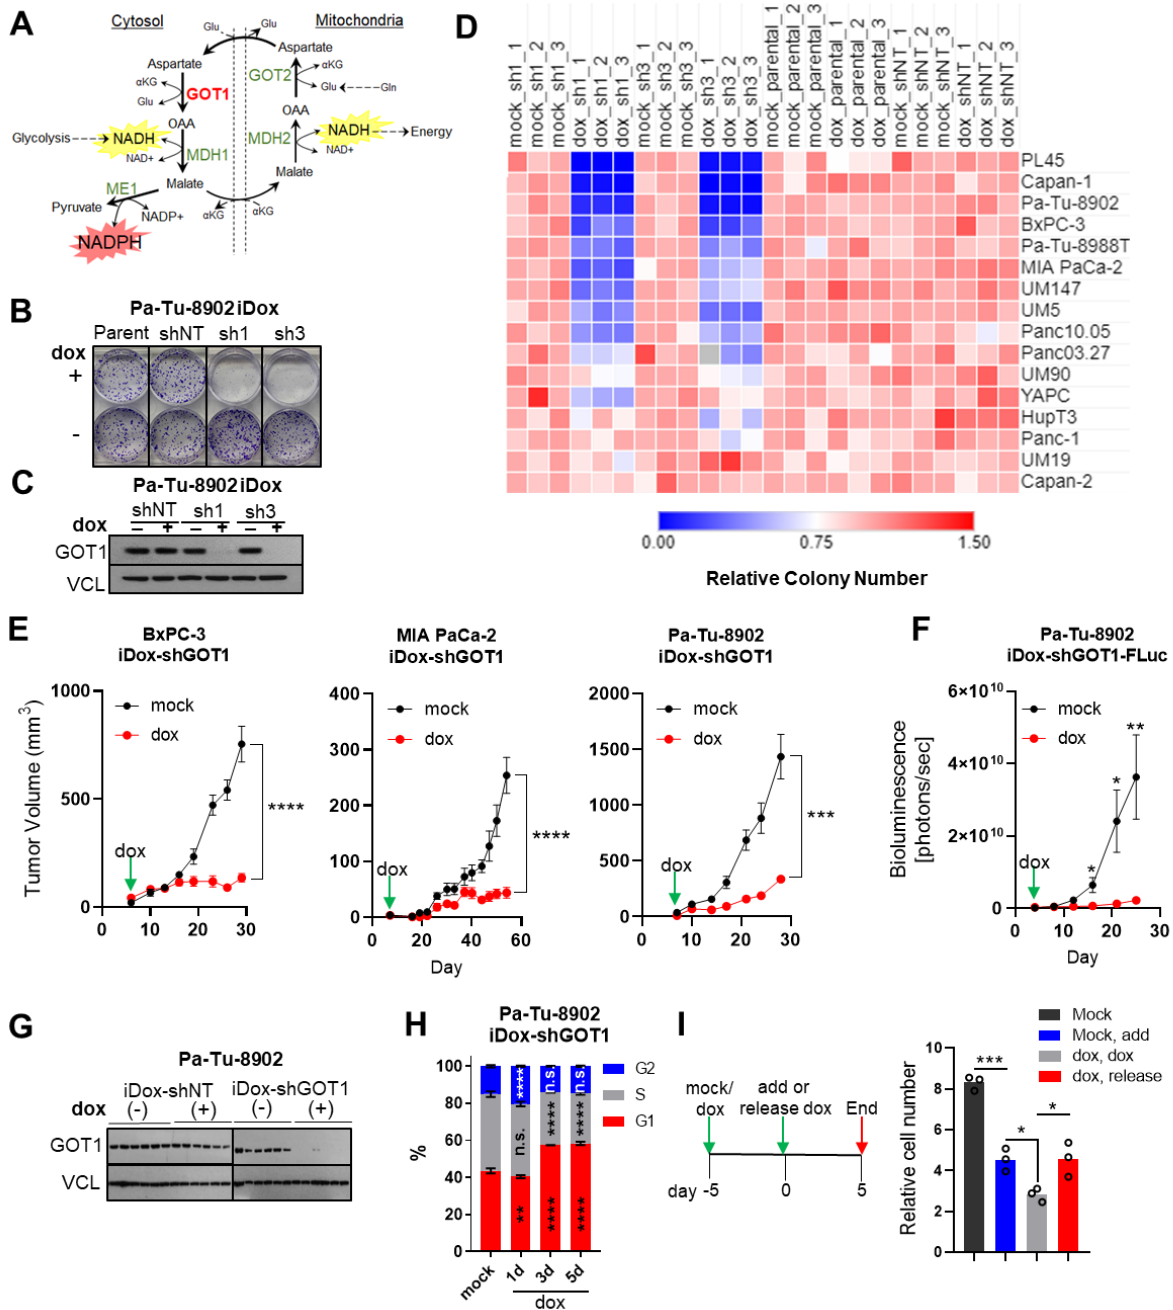 A
Cytosol
Mitochondria
Glu
Glu
Aspartate
Aspartate
αKG
Glu
GOT1
GOT2
αKG
Glu
Gln
OAA
OAA
Glycolysis
NADH
NAD+
MDH1
MDH2
NADH
Energy
NAD+
Malate
Malate
ME1
Pyruvate
NADP+
αKG
αKG
NADPH
B
Pa-Tu-8902 iDox
Parent shNT sh1 sh3
dox
+
-
C
Pa-Tu-8902 iDox
shNT sh1 sh3
dox – + – + – +
GOT1
VCL
D
mock_sh1_1
mock_sh1_2
mock_sh1_3
dox_sh1_1
dox_sh1_2
dox_sh1_3
mock_sh3_1
mock_sh3_2
mock_sh3_3
dox_sh3_1
dox_sh3_2
dox_sh3_3
mock_parental_1
mock_parental_2
mock_parental_3
dox_parental_1
dox_parental_2
dox_parental_3
mock_shNT_1
mock_shNT_2
mock_shNT_3
dox_shNT_1
dox_shNT_2
dox_shNT_3
PL45
Capan-1
Pa-Tu-8902
BxPC-3
Pa-Tu-8988T
MIA PaCa-2
UM147
UM5
Panc10.05
Panc03.27
UM90
YAPC
HupT3
Panc-1
UM19
Capan-2
0.00 0.75 1.50
Relative Colony Number
E
BxPC-3
iDox-shGOT1
Tumor Volume (mm³)
1000
500
0
mock
dox
dox
****
0 10 20 30
MIA PaCa-2
iDox-shGOT1
400
300
200
100
0
mock
dox
dox
****
0 20 40 60
Day
Pa-Tu-8902
iDox-shGOT1
2000
1500
1000
500
0
mock
dox
dox
***
0 10 20 30
F
Pa-Tu-8902
iDox-shGOT1-FLuc
Bioluminescence
[photons/sec]
6×10¹⁰
4×10¹⁰
2×10¹⁰
0
mock
dox
dox
*
*
**
0 10 20 30
Day
G
Pa-Tu-8902
iDox-shNT iDox-shGOT1
dox (-) (+) (-) (+)
GOT1
VCL
H
Pa-Tu-8902
iDox-shGOT1
%
100
80
60
40
20
0
****
n.s.
n.s.
n.s.
****
****
**
****
****
G2
S
G1
mock 1d 3d 5d
dox
I
mock/
dox
add or
release dox
End
day -5 0 5
Mock
Mock, add
dox, dox
dox, release
Relative cell number
10
8
6
4
2
0
***
*
*